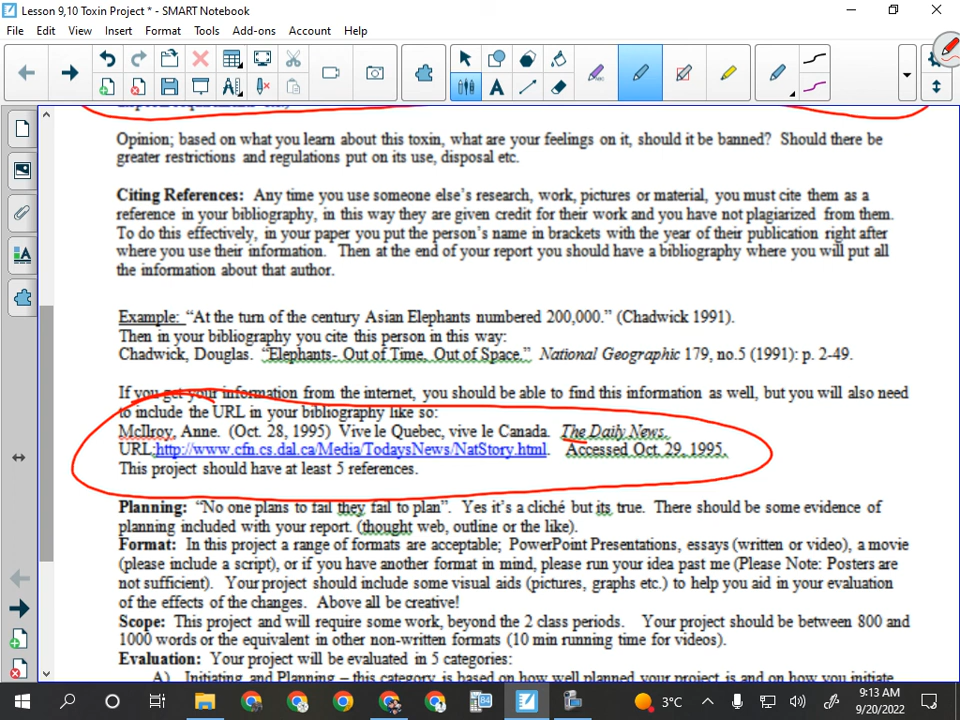 Lesson 9,10 Toxin Project * - SMART Notebook
File Edit View Insert Format Tools Add-ons Account Help
Opinion; based on what you learn about this toxin, what are your feelings on it, should it be banned? Should there be
greater restrictions and regulations put on its use, disposal etc.
Citing References: Any time you use someone else's research, work, pictures or material, you must cite them as a
reference in your bibliography, in this way they are given credit for their work and you have not plagiarized from them.
To do this effectively, in your paper you put the person's name in brackets with the year of their publication right after
where you use their information. Then at the end of your report you should have a bibliography where you will put all
the information about that author.
Example: “At the turn of the century Asian Elephants numbered 200,000.” (Chadwick 1991).
Then in your bibliography you cite this person in this way:
Chadwick, Douglas. “Elephants- Out of Time, Out of Space.” National Geographic 179, no.5 (1991): p. 2-49.
If you get your information from the internet, you should be able to find this information as well, but you will also need
to include the URL in your bibliography like so:
McIlroy, Anne. (Oct. 28, 1995) Vive le Quebec, vive le Canada. The Daily News.
URL:http://www.cfn.cs.dal.ca/Media/TodaysNews/NatStory.html. Accessed Oct. 29, 1995.
This project should have at least 5 references.
Planning: “No one plans to fail they fail to plan”. Yes it's a cliché but its true. There should be some evidence of
planning included with your report. (thought web, outline or the like).
Format: In this project a range of formats are acceptable; PowerPoint Presentations, essays (written or video), a movie
(please include a script), or if you have another format in mind, please run your idea past me (Please Note: Posters are
not sufficient). Your project should include some visual aids (pictures, graphs etc.) to help you aid in your evaluation
of the effects of the changes. Above all be creative!
Scope: This project and will require some work, beyond the 2 class periods. Your project should be between 800 and
1000 words or the equivalent in other non-written formats (10 min running time for videos).
Evaluation: Your project will be evaluated in 5 categories:
A) Initiating and Planning – this category is based on how well planned your project is and on how you initiate
3°C
9:13 AM
9/20/2022